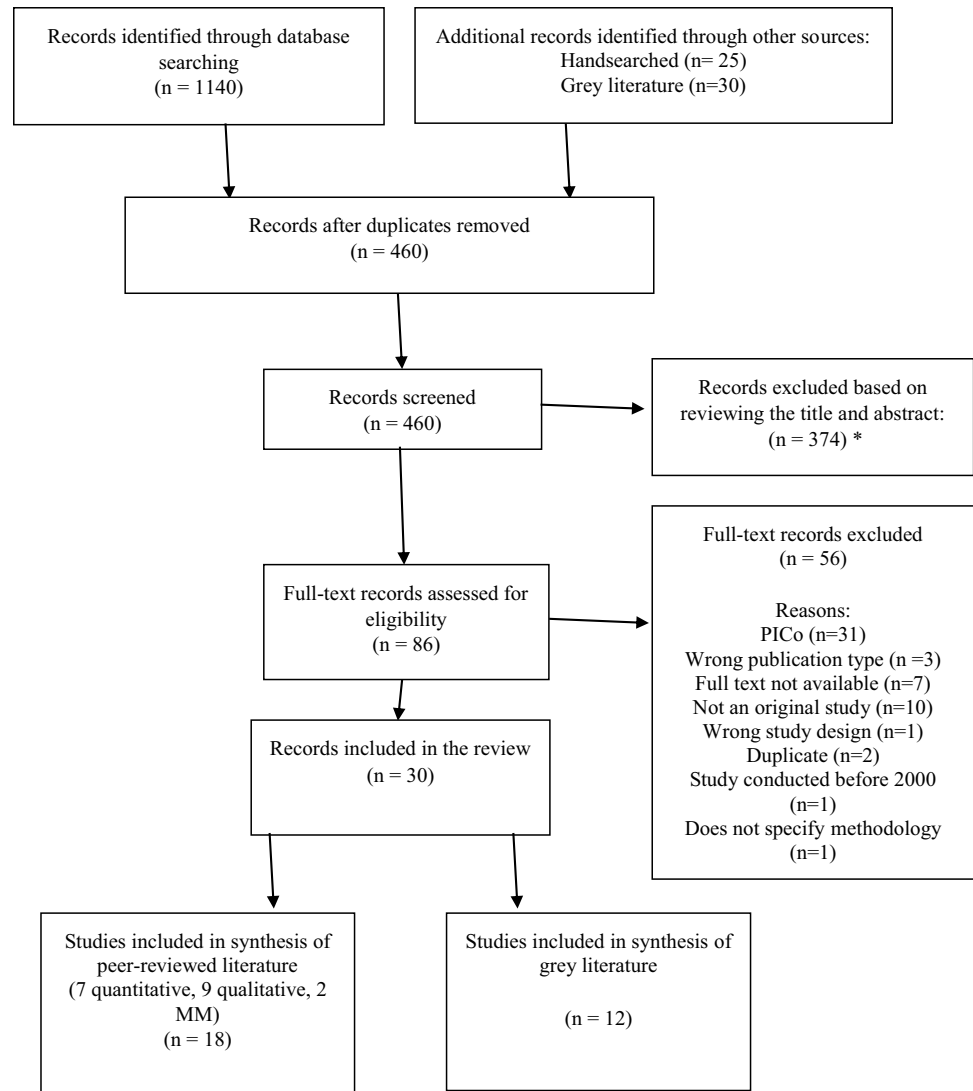 Records identified through database
searching
(n = 1140)
Additional records identified through other sources:
Handsearched (n= 25)
Grey literature (n=30)
Records after duplicates removed
(n = 460)
Records screened
(n = 460)
Records excluded based on
reviewing the title and abstract:
(n = 374) *
Full-text records assessed for
eligibility
(n = 86)
Full-text records excluded
(n = 56)
Reasons:
PICo (n=31)
Wrong publication type (n =3)
Full text not available (n=7)
Not an original study (n=10)
Wrong study design (n=1)
Duplicate (n=2)
Study conducted before 2000
(n=1)
Does not specify methodology
(n=1)
Records included in the review
(n = 30)
Studies included in synthesis of
peer-reviewed literature
(7 quantitative, 9 qualitative, 2
MM)
(n = 18)
Studies included in synthesis of
grey literature
(n = 12)